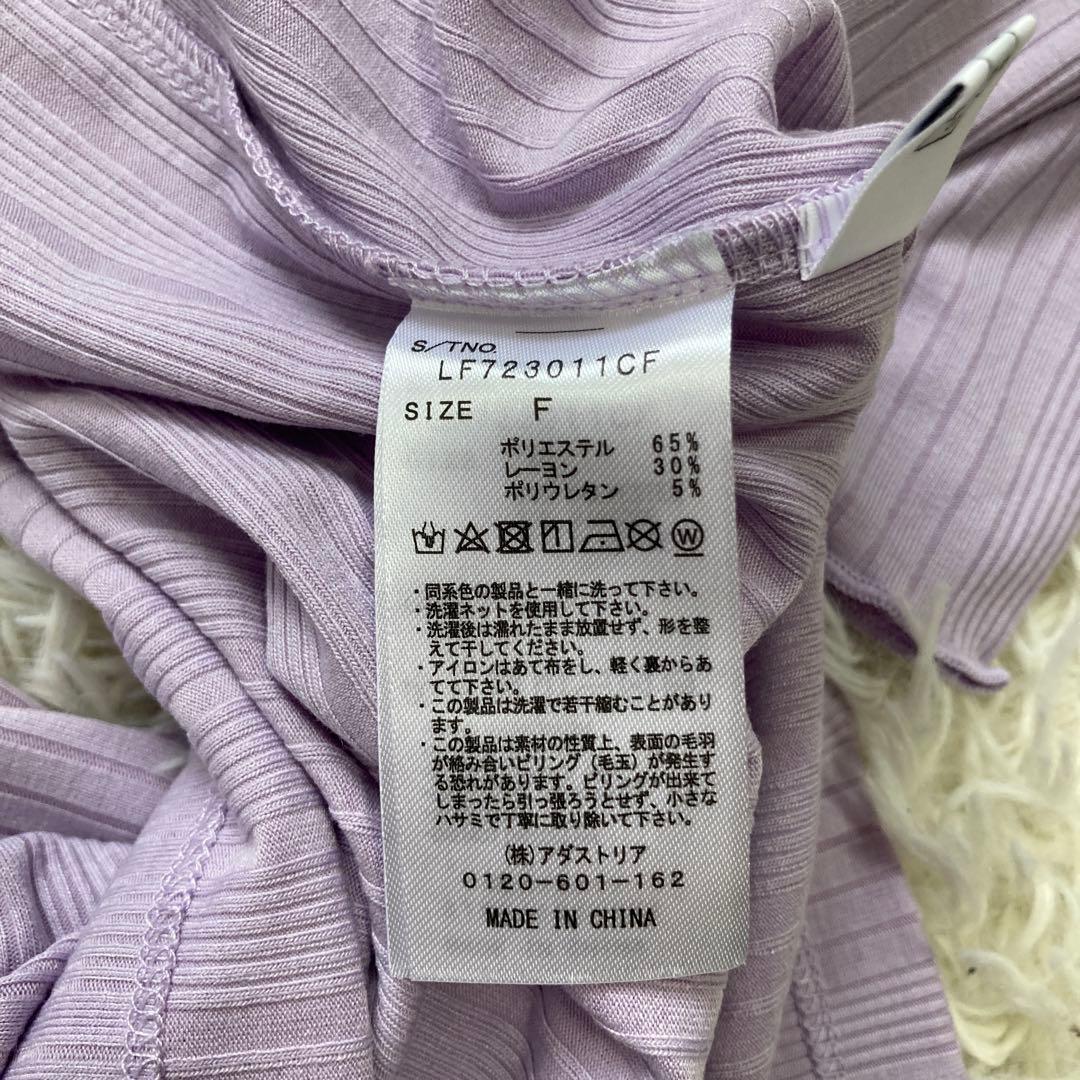 S/TNO.
LF723011CF
SIZE F
ポリエステル 65%
レーヨン 30%
ポリウレタン 5%
W
・同系色の製品と一緒に洗って下さい。
・洗濯ネットを使用して下さい。
・洗濯後は濡れたまま放置せず、形を整
えて干してください。
・アイロンはあて布をし、軽く裏からあ
てて下さい。
・この製品は洗濯で若干縮むことがあり
ます。
・この製品は素材の性質上、表面の毛羽
が絡み合いピリング（毛玉）が発生す
る恐れがあります。ピリングが出来て
しまったら引っ張ろうとせず、小さな
ハサミで丁寧に取り除いて下さい。
(株)アダストリア
0120-601-162
MADE IN CHINA